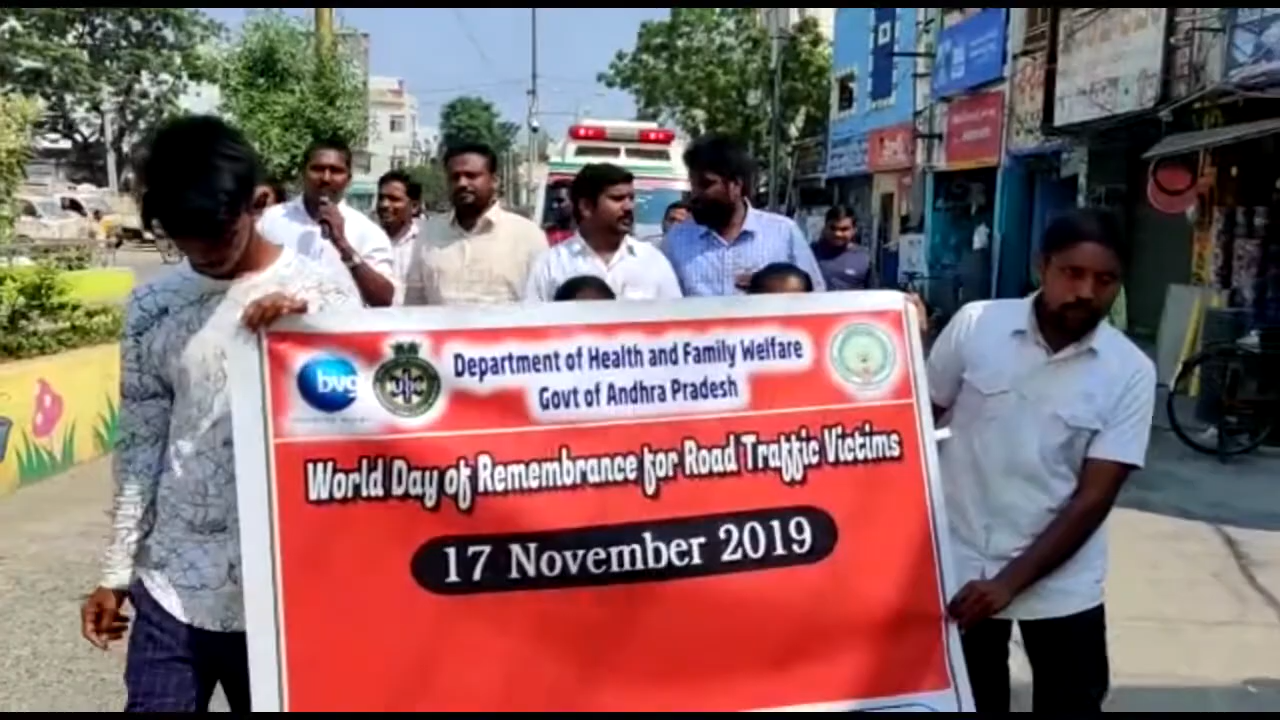 bvg
Department of Health and Family Welfare
Govt of Andhra Pradesh
World Day of Remembrance for Road Traffic Victims
17 November 2019